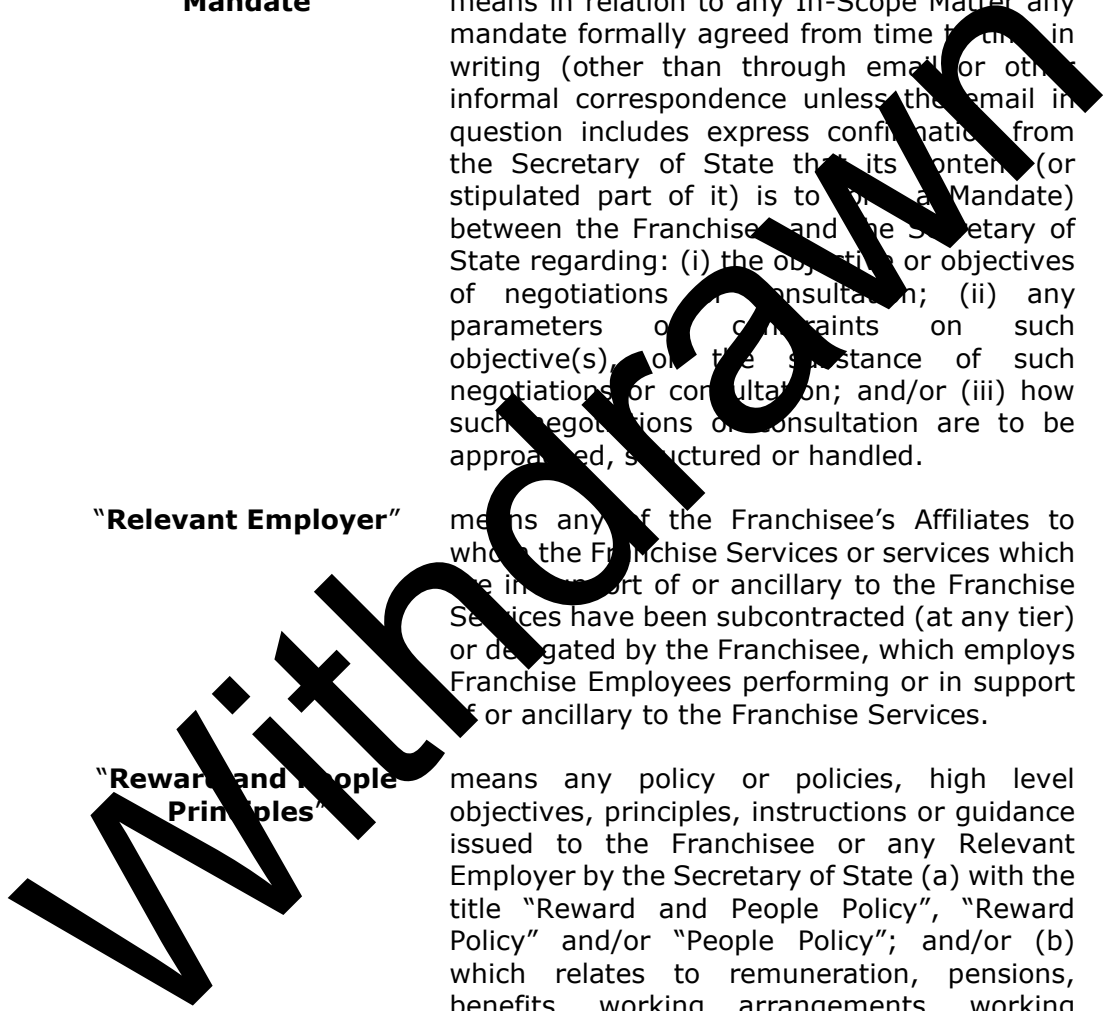 Mandate means in relation to any In-Scope Matter any
mandate formally agreed from time to time in
writing (other than through email or other
informal correspondence unless the email in
question includes express confirmation from
the Secretary of State that its content (or
stipulated part of it) is to form a Mandate)
between the Franchisee and the Secretary of
State regarding: (i) the objective or objectives
of negotiations or consultation; (ii) any
parameters or constraints on such
objective(s), or the substance of such
negotiations or consultation; and/or (iii) how
such negotiations or consultation are to be
approached, structured or handled.
“Relevant Employer” means any of the Franchisee’s Affiliates to
whom the Franchise Services or services which
are in support of or ancillary to the Franchise
Services have been subcontracted (at any tier)
or delegated by the Franchisee, which employs
Franchise Employees performing or in support
of or ancillary to the Franchise Services.
“Reward and People means any policy or policies, high level
Principles” objectives, principles, instructions or guidance
issued to the Franchisee or any Relevant
Employer by the Secretary of State (a) with the
title “Reward and People Policy”, “Reward
Policy” and/or “People Policy”; and/or (b)
which relates to remuneration, pensions,
benefits, working arrangements, working
Withdrawn